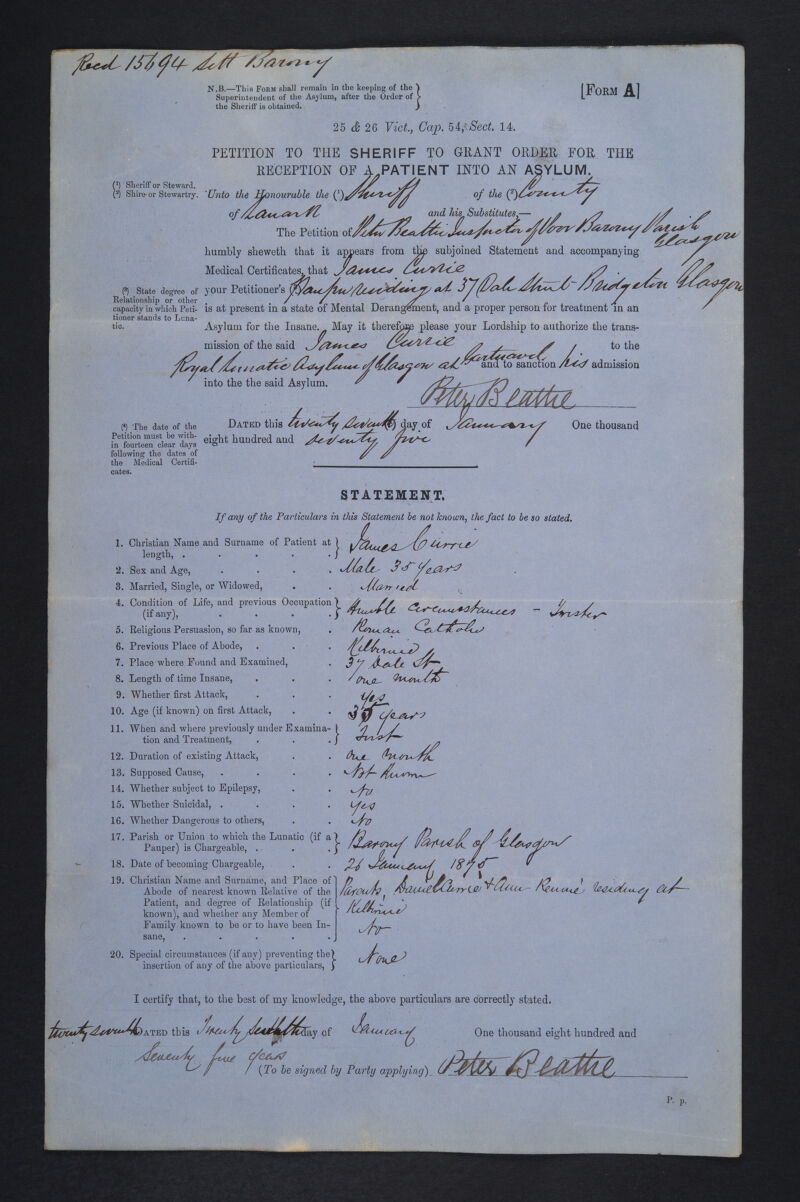 Recd 15694 Sett Barony
N.B.—This Form shall remain in the keeping of the
Superintendent of the Asylum, after the Order of
the Sheriff is obtained.
[Form A]
25 & 26 Vict., Cap. 54, Sect. 14.
PETITION TO THE SHERIFF TO GRANT ORDER FOR THE
RECEPTION OF A PATIENT INTO AN ASYLUM.
(¹) Sheriff or Steward.
(²) Shire or Stewartry.
Unto the Honourable the (¹) Sheriff of the (²) County
of Lanark and his Substitutes,—
The Petition of Peter Beattie Inspector of Poor Barony Parish
Glasgow
humbly sheweth that it appears from the subjoined Statement and accompanying
Medical Certificates, that James Currie
(³) State degree of
Relationship or other
capacity in which Peti-
tioner stands to Luna-
tic.
your Petitioner's Pauper residing at 37 Dale Street Bridgeton Glasgow
is at present in a state of Mental Derangement, and a proper person for treatment in an
Asylum for the Insane. May it therefore please your Lordship to authorize the trans-
mission of the said James Currie to the
Royal Lunatic Asylum of Glasgow at Gartnavel and to sanction his admission
into the the said Asylum.
Peter Beattie
(⁴) The date of the
Petition must be with-
in fourteen clear days
following the dates of
the Medical Certifi-
cates.
Dated this twenty seventh day of January One thousand
eight hundred and seventy five
STATEMENT.
If any of the Particulars in this Statement be not known, the fact to be so stated.
1. Christian Name and Surname of Patient at
length, . . . . . James Currie
2. Sex and Age, . . . . Male 35 Years
3. Married, Single, or Widowed, . . Married
4. Condition of Life, and previous Occupation
(if any), . . . . Humble circumstances - Twister
5. Religious Persuasion, so far as known, . Roman Catholic
6. Previous Place of Abode, . . . Kilbirnie
7. Place where Found and Examined, . 37 Dale St
8. Length of time Insane, . . . one month
9. Whether first Attack, . . . Yes
10. Age (if known) on first Attack, . . 35 years
11. When and where previously under Examina-
tion and Treatment, . . . First
12. Duration of existing Attack, . . One month
13. Supposed Cause, . . . . Not Known
14. Whether subject to Epilepsy, . . No
15. Whether Suicidal, . . . . Yes
16. Whether Dangerous to others, . . No
17. Parish or Union to which the Lunatic (if a
Pauper) is Chargeable, . . . Barony Parish of Glasgow
18. Date of becoming Chargeable, . . 26 January 1875
19. Christian Name and Surname, and Place of
Abode of nearest known Relative of the
Patient, and degree of Relationship (if
known), and whether any Member of
Family known to be or to have been In-
sane, . . . . .
Parents, Daniel Currie & Ann Rennie residing at
Kilbirnie
No
20. Special circumstances (if any) preventing the
insertion of any of the above particulars, None
I certify that, to the best of my knowledge, the above particulars are correctly stated.
twenty seventh Dated this Twenty day of January One thousand eight hundred and
Seventy five years
(To be signed by Party applying). Peter Beattie
P. p.